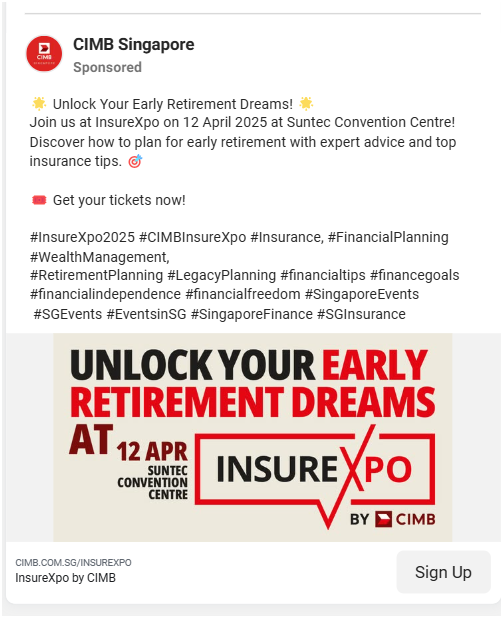 CIMB Singapore
Sponsored
🌟 Unlock Your Early Retirement Dreams! 🌟
Join us at InsureXpo on 12 April 2025 at Suntec Convention Centre!
Discover how to plan for early retirement with expert advice and top
insurance tips. 🎯
🎟️ Get your tickets now!
#InsureXpo2025 #CIMBInsureXpo #Insurance, #FinancialPlanning
#WealthManagement,
#RetirementPlanning #LegacyPlanning #financialtips #financegoals
#financialindependence #financialfreedom #SingaporeEvents
#SGEvents #EventsinSG #SingaporeFinance #SGInsurance
UNLOCK YOUR EARLY
RETIREMENT DREAMS
AT 12 APR
SUNTEC
CONVENTION
CENTRE
INSUREXPO
BY CIMB
CIMB.COM.SG/INSUREXPO
InsureXpo by CIMB
Sign Up